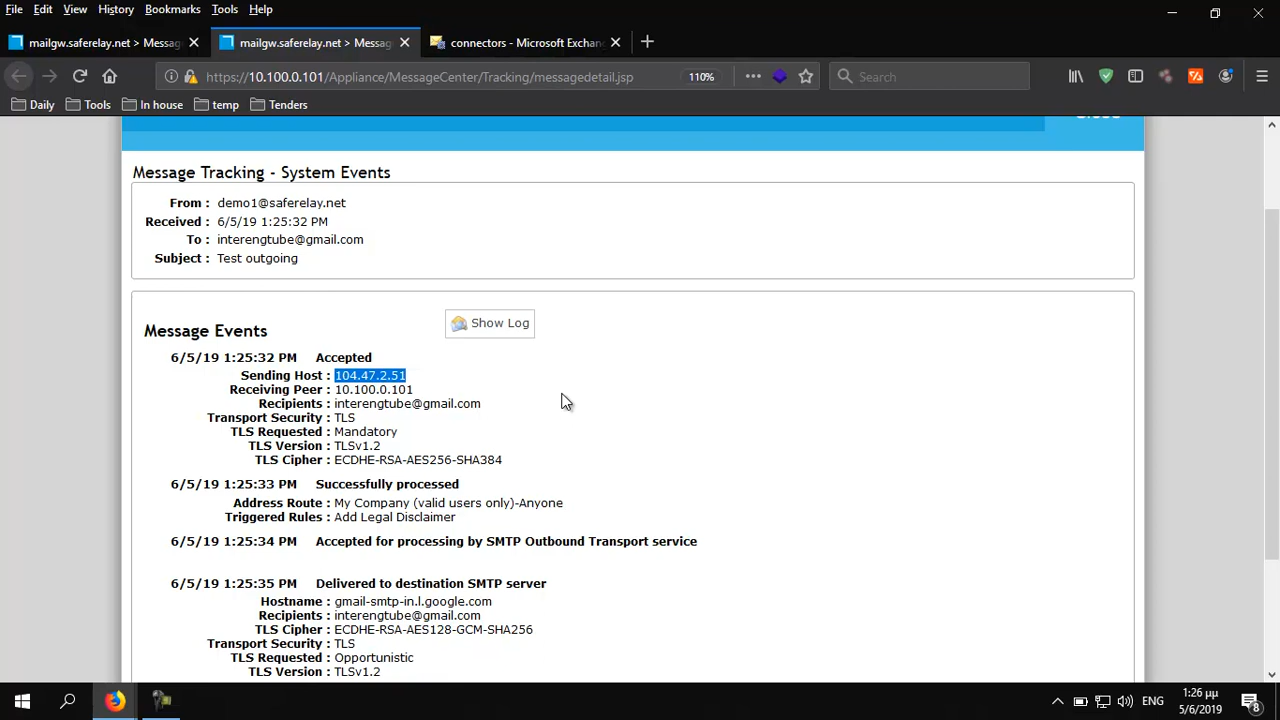 File Edit View History Bookmarks Tools Help
mailgw.saferelay.net > Messag
mailgw.saferelay.net > Messag
connectors - Microsoft Exchan
https://10.100.0.101/Appliance/MessageCenter/Tracking/messagedetail.jsp
110%
Search
Daily Tools In house temp Tenders
Message Tracking - System Events
From : demo1@saferelay.net
Received : 6/5/19 1:25:32 PM
To : interengtube@gmail.com
Subject : Test outgoing
Show Log
Message Events
6/5/19 1:25:32 PM Accepted
Sending Host : 104.47.2.51
Receiving Peer : 10.100.0.101
Recipients : interengtube@gmail.com
Transport Security : TLS
TLS Requested : Mandatory
TLS Version : TLSv1.2
TLS Cipher : ECDHE-RSA-AES256-SHA384
6/5/19 1:25:33 PM Successfully processed
Address Route : My Company (valid users only)-Anyone
Triggered Rules : Add Legal Disclaimer
6/5/19 1:25:34 PM Accepted for processing by SMTP Outbound Transport service
6/5/19 1:25:35 PM Delivered to destination SMTP server
Hostname : gmail-smtp-in.l.google.com
Recipients : interengtube@gmail.com
TLS Cipher : ECDHE-RSA-AES128-GCM-SHA256
Transport Security : TLS
TLS Requested : Opportunistic
TLS Version : TLSv1.2
ENG
1:26 μμ
5/6/2019
8